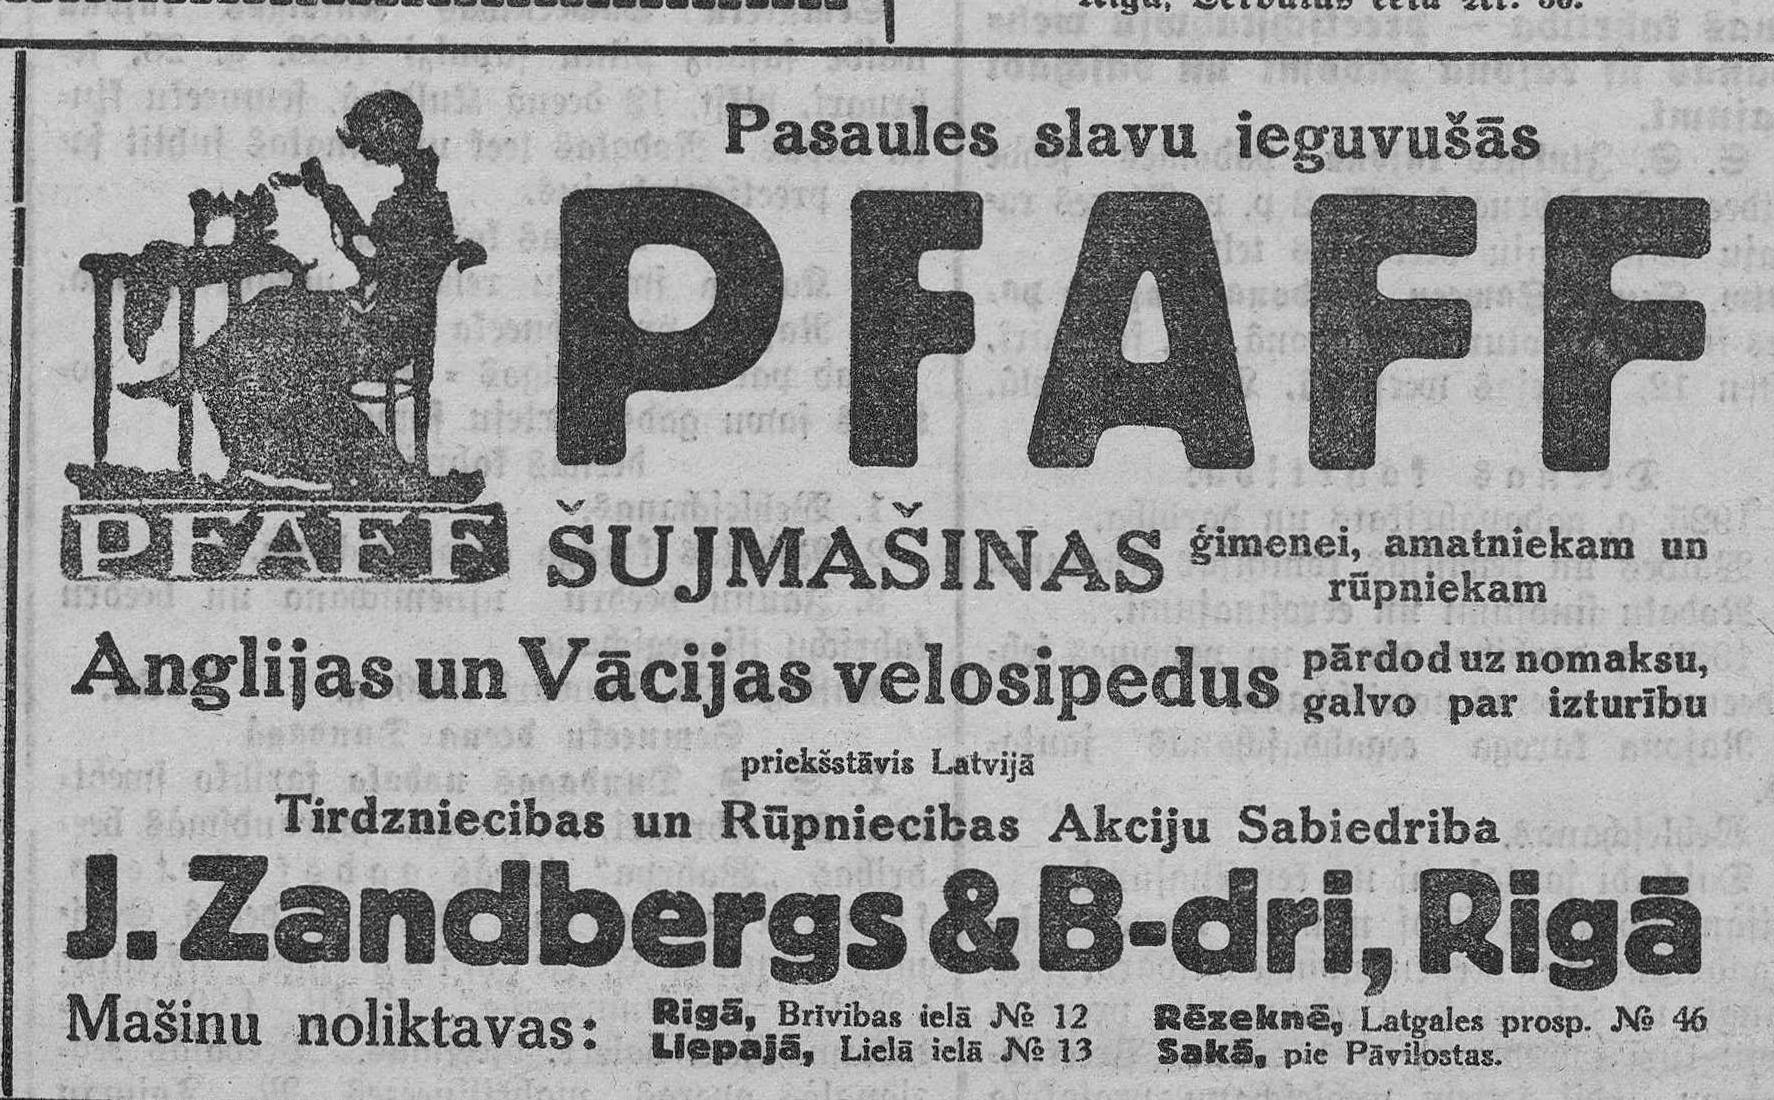 Pasaules slavu ieguvušās
PFAFF
PFAFF
ŠUJMAŠINAS ģimenei, amatniekam un
rūpniekam
Anglijas un Vācijas velosipedus pārdod uz nomaksu,
galvo par izturību
priekšstāvis Latvijā
Tirdzniecibas un Rūpniecibas Akciju Sabiedriba
J. Zandbergs & B-dri, Rigā
Mašinu noliktavas: Rigā, Brīvibas ielā № 12
Liepajā, Lielā ielā № 13
Rēzeknē, Latgales prosp. № 46
Sakā, pie Pāvilostas.